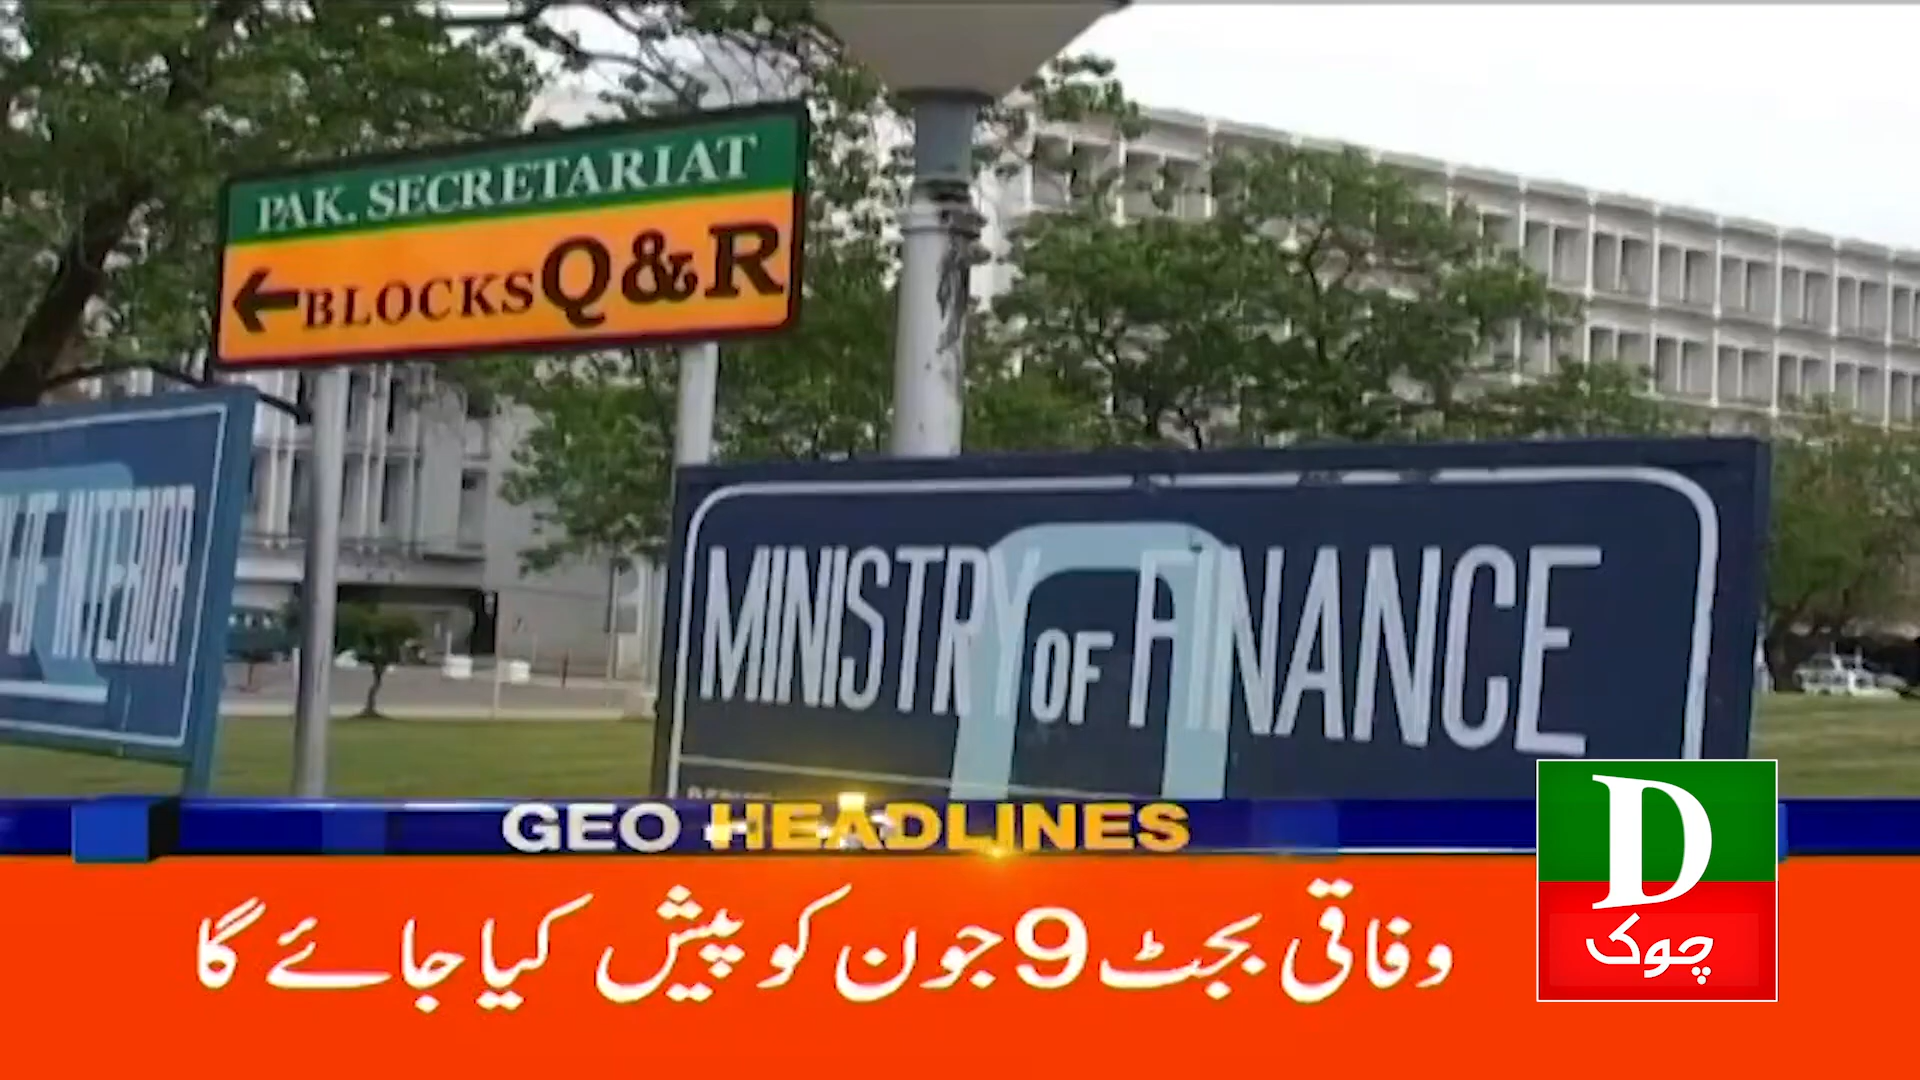 PAK. SECRETARIAT
←BLOCKS Q&R
OF INTERIOR
MINISTRY OF FINANCE
GEO HEADLINES
وفاقی بجٹ 9 جون کو پیش کیا جائے گا
D
چوک